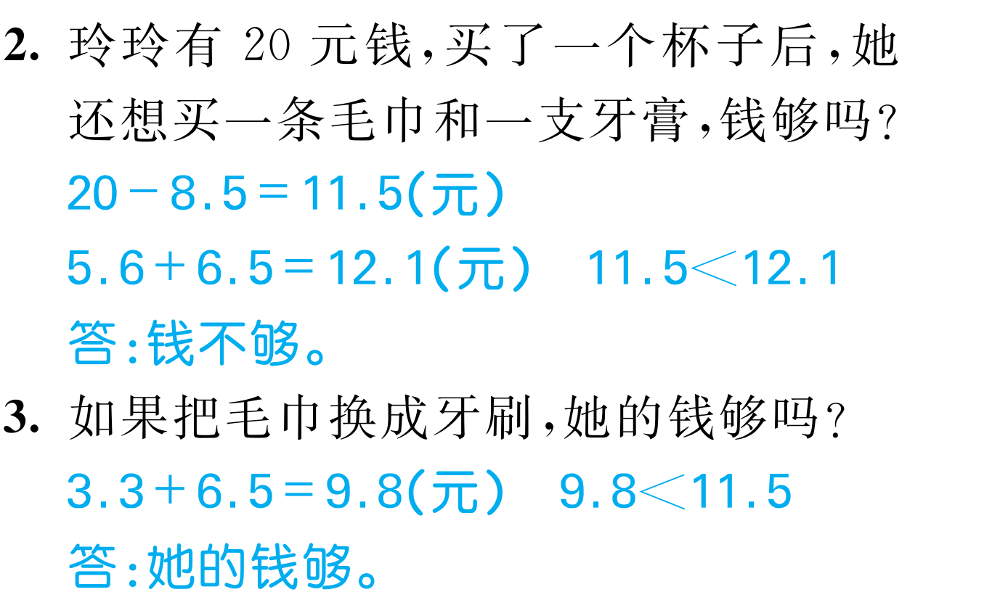 2. 玲玲有 20 元钱,买了一个杯子后,她
还想买一条毛巾和一支牙膏,钱够吗?
20-8.5=11.5(元)
5.6+6.5=12.1(元) 11.5<12.1
答:钱不够。
3. 如果把毛巾换成牙刷,她的钱够吗?
3.3+6.5=9.8(元) 9.8<11.5
答:她的钱够。